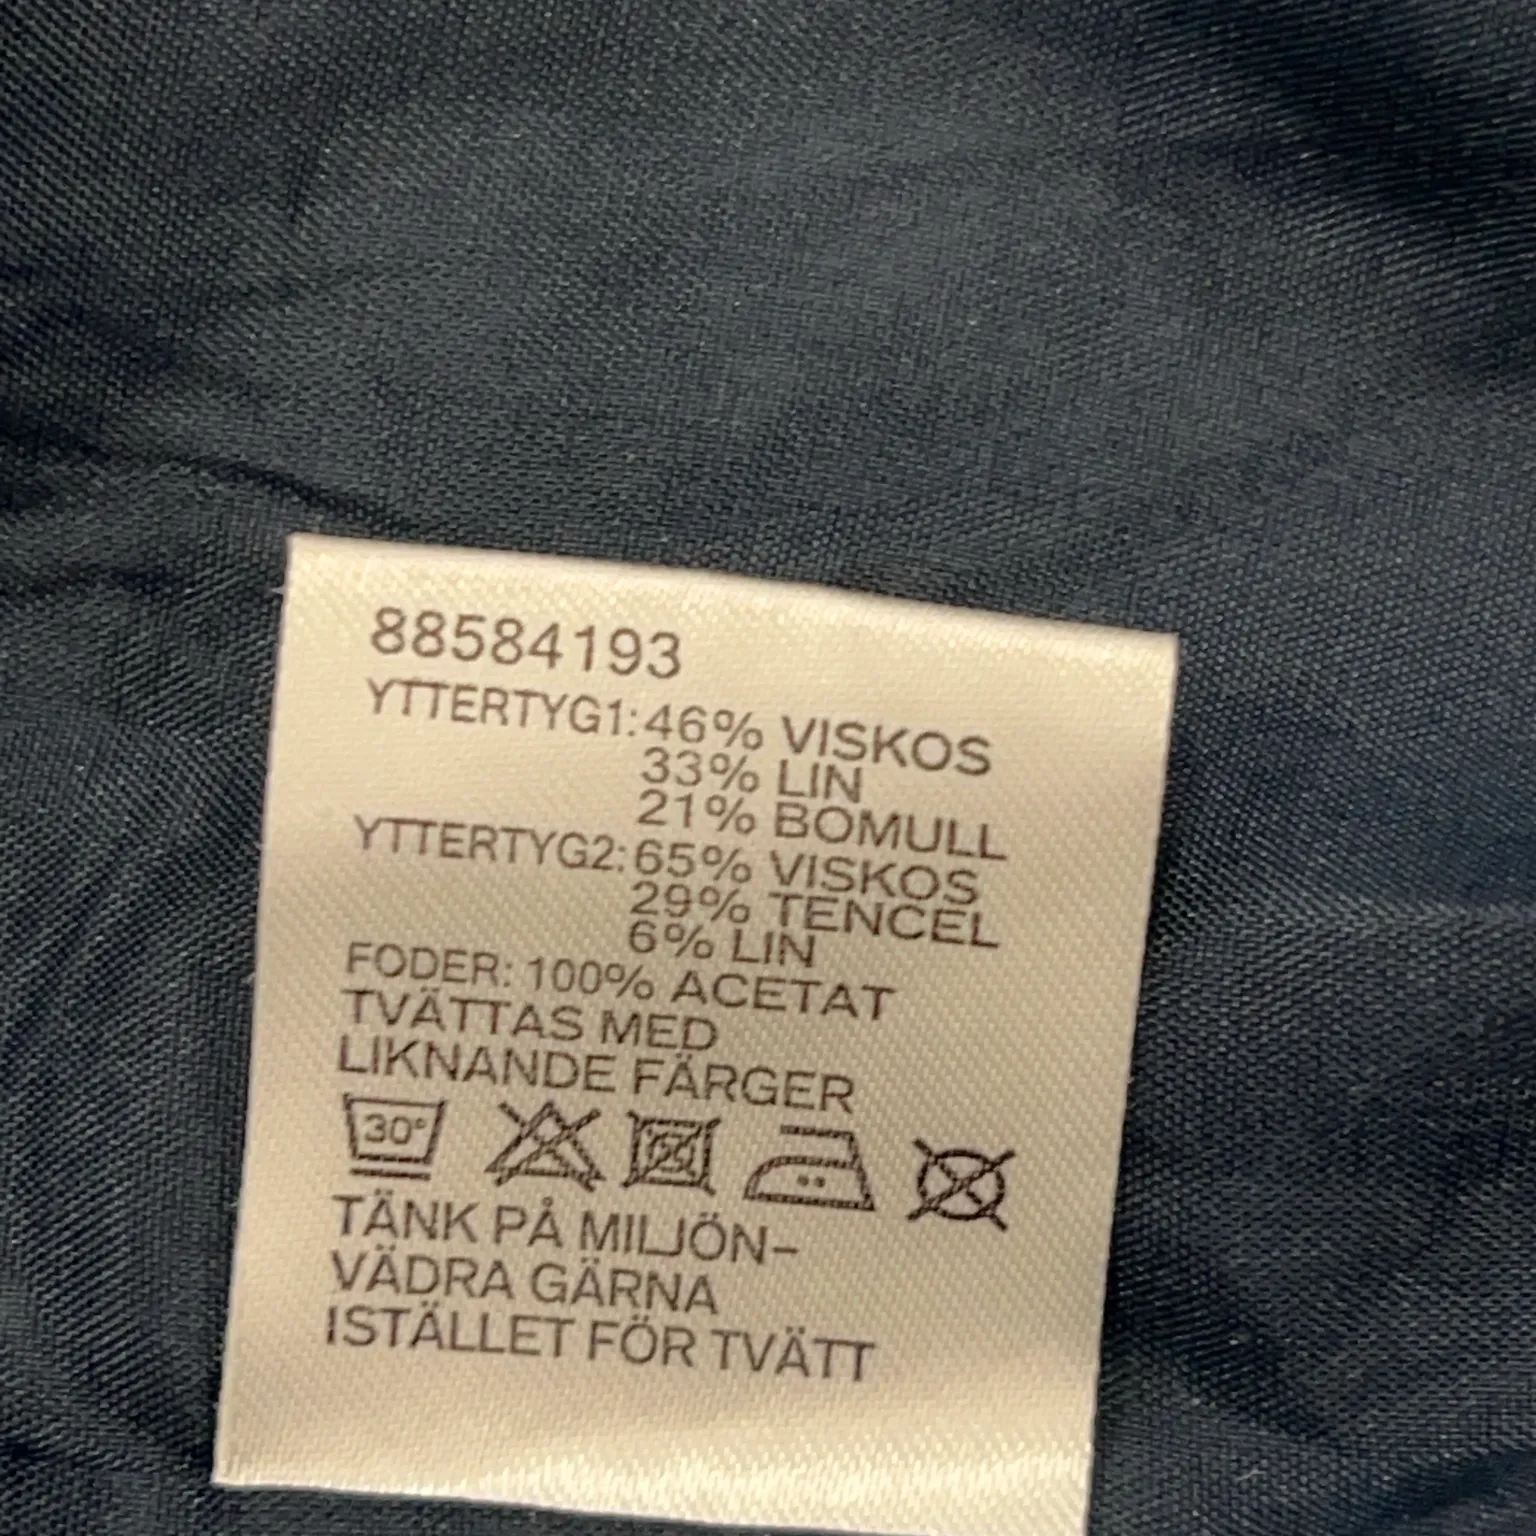 88584193
YTTERTYG1: 46% VISKOS
33% LIN
21% BOMULL
YTTERTYG2: 65% VISKOS
29% TENCEL
6% LIN
FODER: 100% ACETAT
TVÄTTAS MED
LIKNANDE FÄRGER
30°
TÄNK PÅ MILJÖN-
VÄDRA GÄRNA
ISTÄLLET FÖR TVÄTT